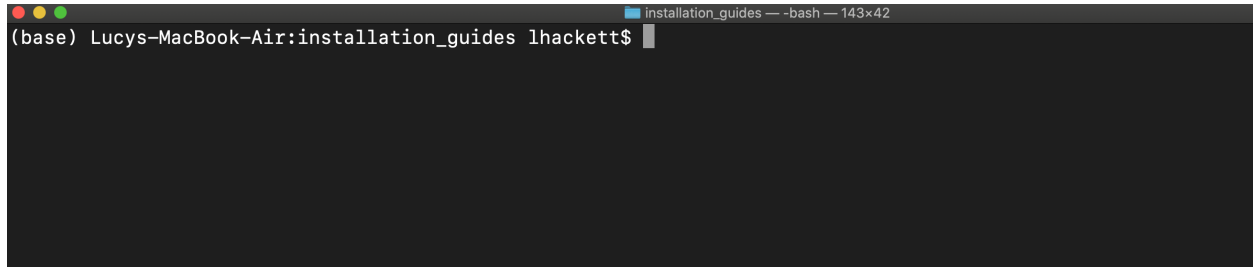 installation_guides — -bash — 143×42
(base) Lucys-MacBook-Air:installation_guides lhackett$